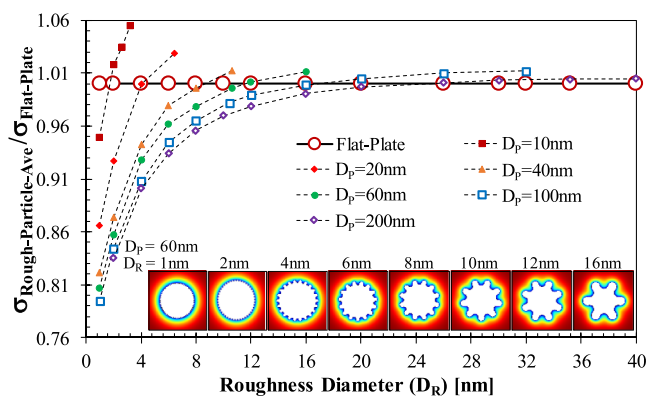 σRough-Particle-Ave/σFlat-Plate
1.06
1.01
0.96
0.91
0.86
0.81
0.76
Flat-Plate
Dₚ=10nm
Dₚ=20nm
Dₚ=40nm
Dₚ=60nm
Dₚ=100nm
Dₚ=200nm
Dₚ= 60nm
Dᵣ= 1nm 2nm 4nm 6nm 8nm 10nm 12nm 16nm
0 4 8 12 16 20 24 28 32 36 40
Roughness Diameter (Dᵣ) [nm]